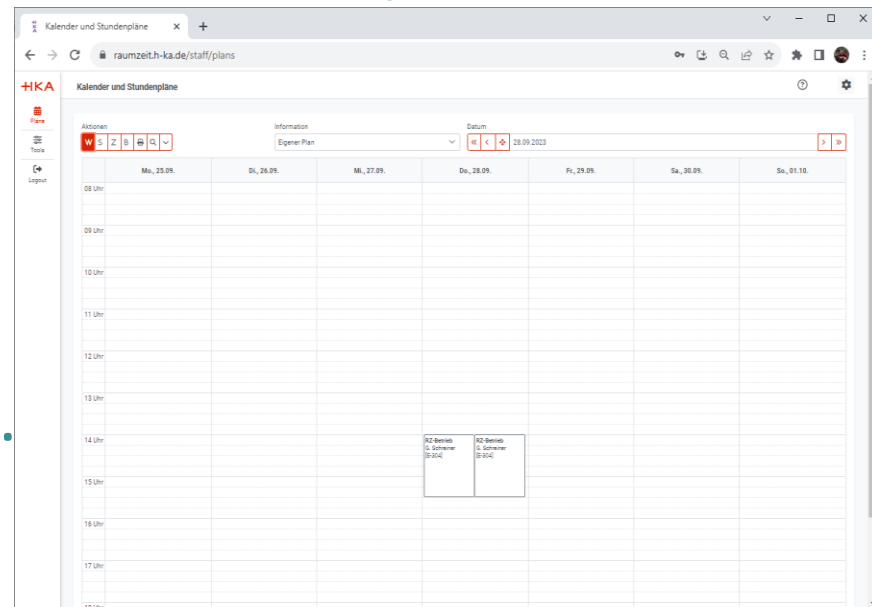 Kalender und Stundenpläne
raumzeit.h-ka.de/staff/plans
HKA
Kalender und Stundenpläne
Pläne
Tools
Logout
Aktionen
Information
Datum
W S Z B
Eigener Plan
28.09.2023
Mo., 25.09.
Di., 26.09.
Mi., 27.09.
Do., 28.09.
Fr., 29.09.
Sa., 30.09.
So., 01.10.
08 Uhr
09 Uhr
10 Uhr
11 Uhr
12 Uhr
13 Uhr
14 Uhr
RZ-Betrieb
G. Schreiner
[E-304]
RZ-Betrieb
G. Schreiner
[E-304]
15 Uhr
16 Uhr
17 Uhr